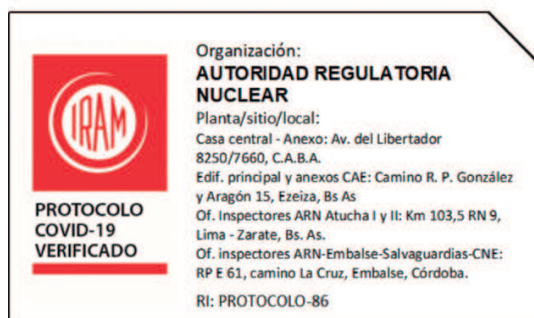 IRAM
PROTOCOLO
COVID-19
VERIFICADO
Organización:
AUTORIDAD REGULATORIA
NUCLEAR
Planta/sitio/local:
Casa central - Anexo: Av. del Libertador
8250/7660, C.A.B.A.
Edif. principal y anexos CAE: Camino R. P. González
y Aragón 15, Ezeiza, Bs As
Of. Inspectores ARN Atucha I y II: Km 103,5 RN 9,
Lima - Zarate, Bs. As.
Of. inspectores ARN-Embalse-Salvaguardias-CNE:
RP E 61, camino La Cruz, Embalse, Córdoba.
RI: PROTOCOLO-86